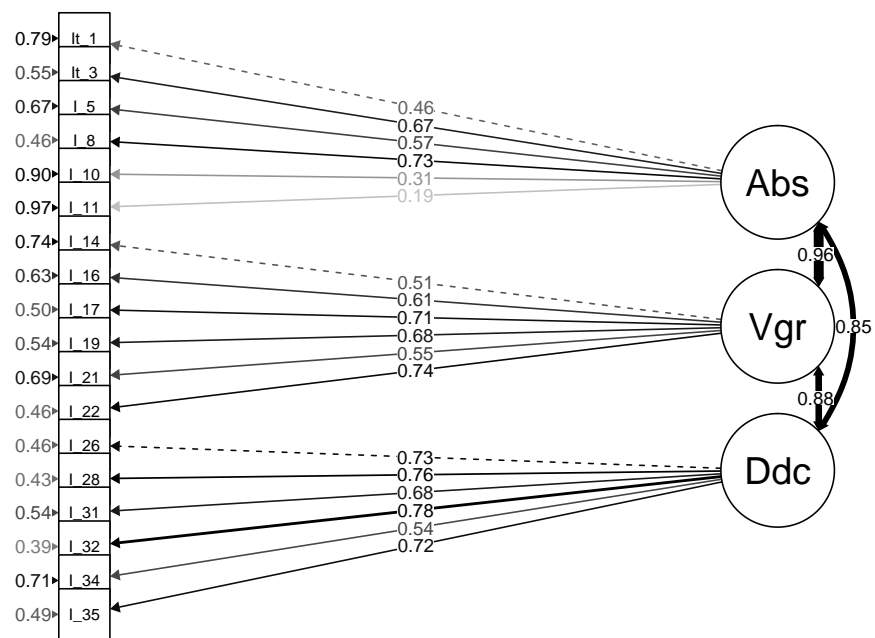 0.79 It_1
0.55 It_3
0.67 I_5
0.46 I_8
0.90 I_10
0.97 I_11
0.74 I_14
0.63 I_16
0.50 I_17
0.54 I_19
0.69 I_21
0.46 I_22
0.46 I_26
0.43 I_28
0.54 I_31
0.39 I_32
0.71 I_34
0.49 I_35
0.46
0.67
0.57
0.73
0.31
0.19
0.51
0.61
0.71
0.68
0.55
0.74
0.73
0.76
0.68
0.78
0.54
0.72
Abs
0.96
Vgr
0.85
0.88
Ddc